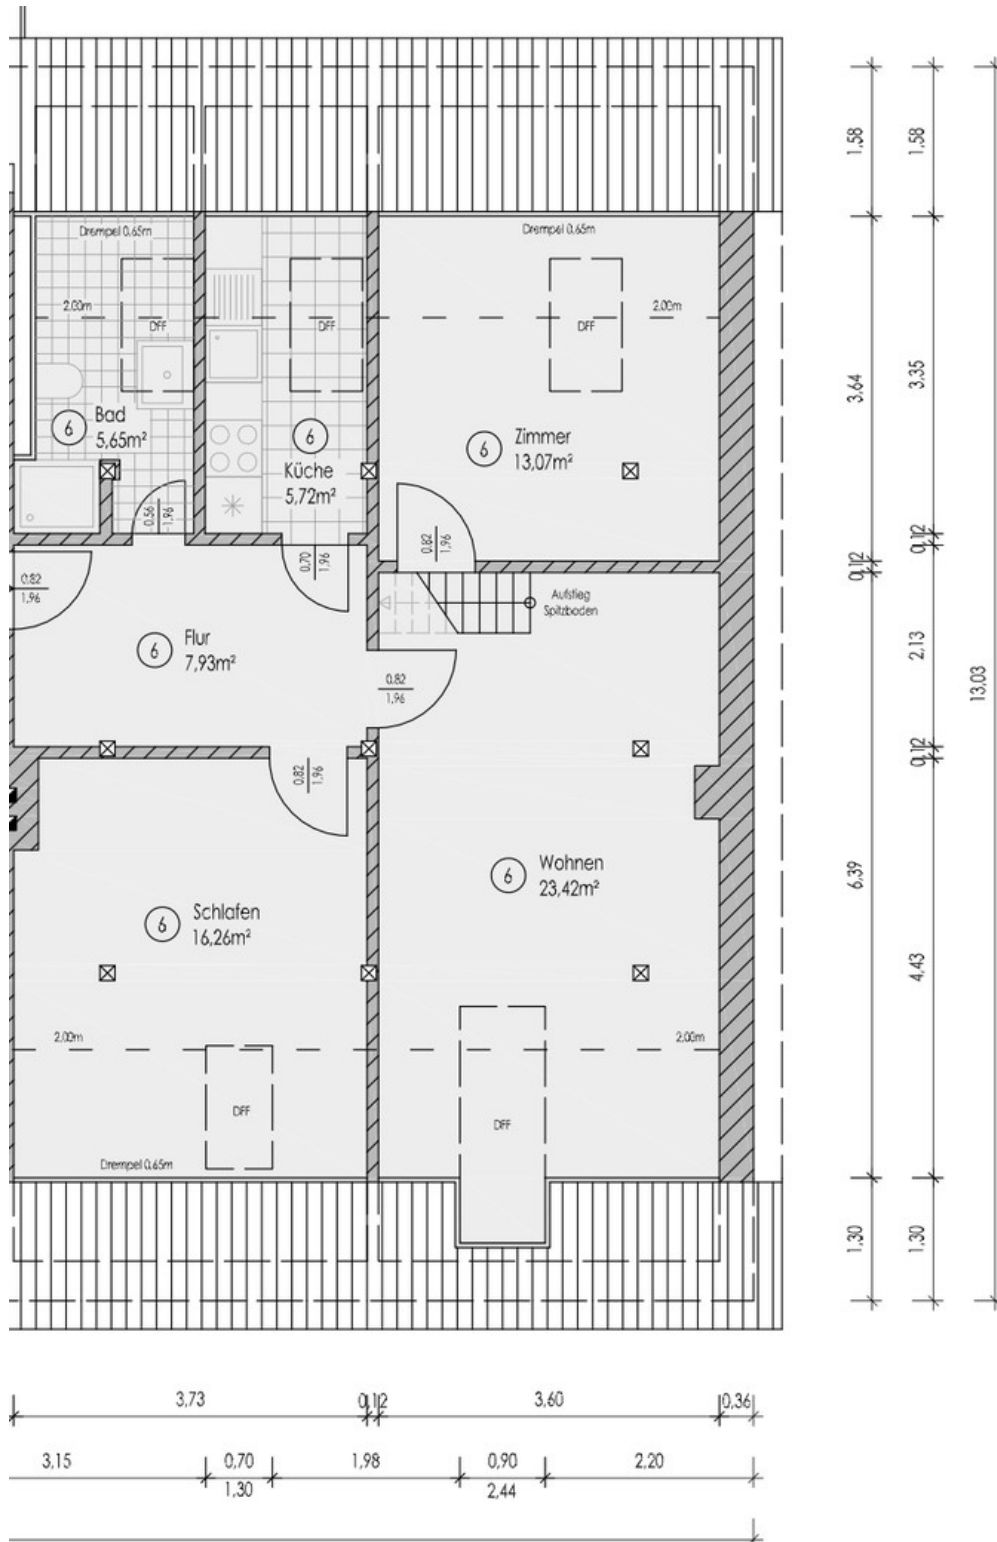 Drempel 0.65m
Drempel 0.65m
2.00m
2.00m
DFF
DFF
DFF
6 Bad
5,65m²
6
Küche
5,72m²
6 Zimmer
13,07m²
0.56
1.96
0.70
1.96
0.82
1.96
0.82
1.96
Aufstieg
Spitzboden
6 Flur
7,93m²
0.82
1.96
0.82
1.96
6 Wohnen
23,42m²
6 Schlafen
16,26m²
2.00m
2.00m
DFF
DFF
Drempel 0.65m
1,58
3,64
0,12
6,39
1,30
1,58
3,35
0,12
2,13
0,12
4,43
1,30
13,03
3,73
0,12
3,60
0,36
3,15
0,70
1,30
1,98
0,90
2,44
2,20